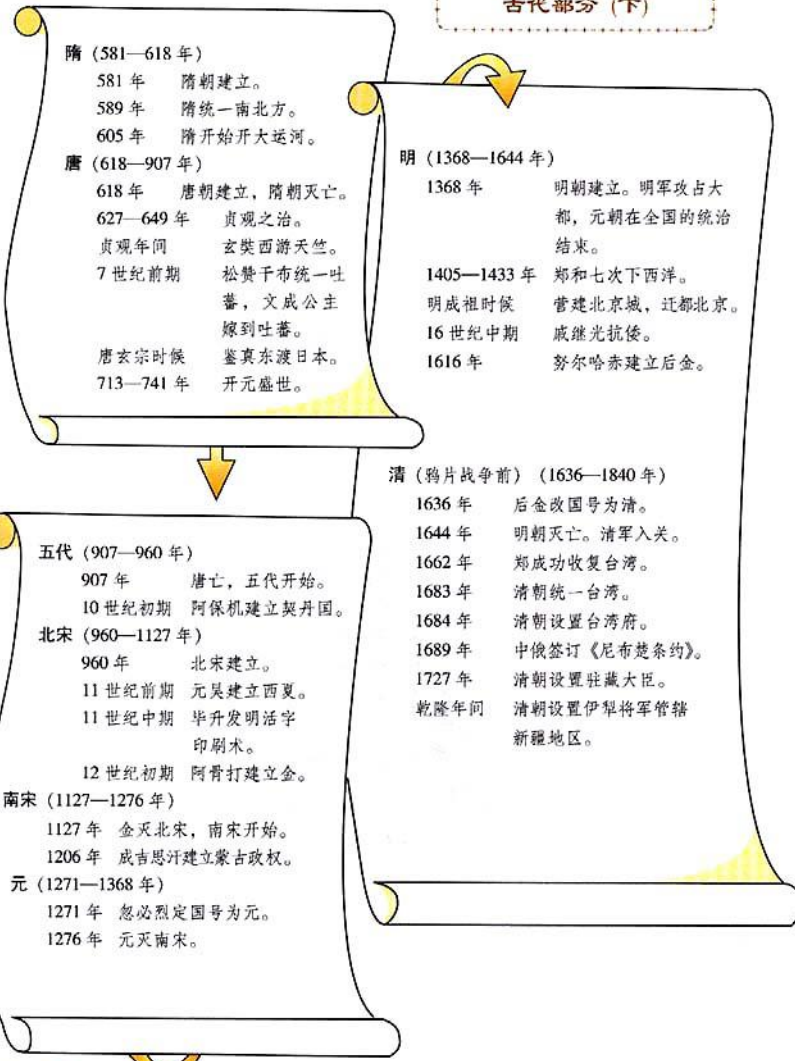 古代部分（下）
隋（581—618 年）
581 年 隋朝建立。
589 年 隋统一南北方。
605 年 隋开始开大运河。
唐（618—907 年）
618 年 唐朝建立，隋朝灭亡。
627—649 年 贞观之治。
贞观年间 玄奘西游天竺。
7 世纪前期 松赞干布统一吐
蕃，文成公主
嫁到吐蕃。
唐玄宗时候 鉴真东渡日本。
713—741 年 开元盛世。
五代（907—960 年）
907 年 唐亡，五代开始。
10 世纪初期 阿保机建立契丹国。
北宋（960—1127 年）
960 年 北宋建立。
11 世纪前期 元昊建立西夏。
11 世纪中期 毕升发明活字
印刷术。
12 世纪初期 阿骨打建立金。
南宋（1127—1276 年）
1127 年 金灭北宋，南宋开始。
1206 年 成吉思汗建立蒙古政权。
元（1271—1368 年）
1271 年 忽必烈定国号为元。
1276 年 元灭南宋。
明（1368—1644 年）
1368 年 明朝建立。明军攻占大
都，元朝在全国的统治
结束。
1405—1433 年 郑和七次下西洋。
明成祖时候 营建北京城，迁都北京。
16 世纪中期 戚继光抗倭。
1616 年 努尔哈赤建立后金。
清（鸦片战争前）（1636—1840 年）
1636 年 后金改国号为清。
1644 年 明朝灭亡。清军入关。
1662 年 郑成功收复台湾。
1683 年 清朝统一台湾。
1684 年 清朝设置台湾府。
1689 年 中俄签订《尼布楚条约》。
1727 年 清朝设置驻藏大臣。
乾隆年间 清朝设置伊犁将军管辖
新疆地区。